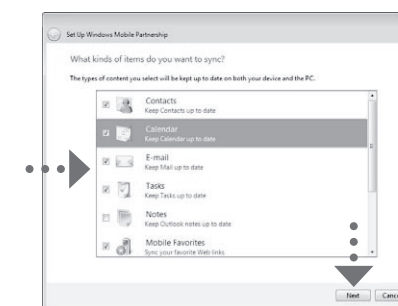 Set Up Windows Mobile Partnership
What kinds of items do you want to sync?
The types of content you select will be kept up to date on both your device and the PC.
Contacts
Keep Contacts up to date
Calendar
Keep Calendar up to date
E-mail
Keep Mail up to date
Tasks
Keep Tasks up to date
Notes
Keep Outlook notes up to date
Mobile Favorites
Sync your favorite Web links
Next Cance